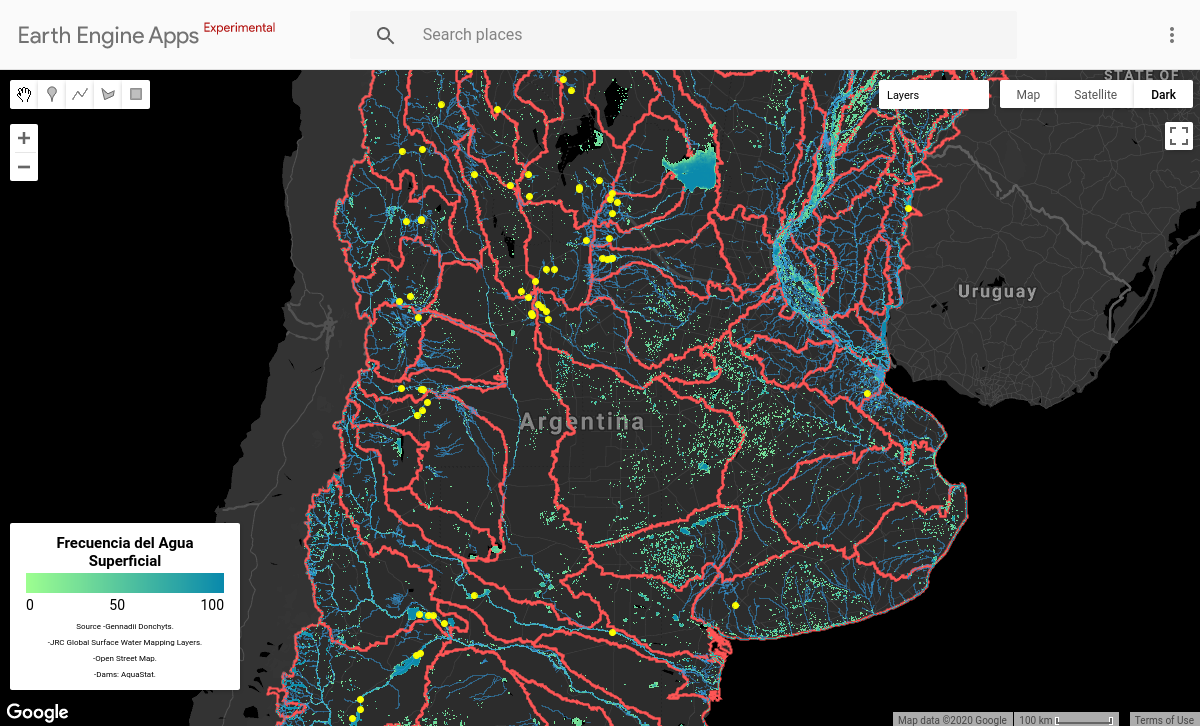 Earth Engine Apps Experimental
Search places
STATE OF
Layers
Map Satellite Dark
Uruguay
Argentina
Frecuencia del Agua
Superficial
0 50 100
Source -Gennadii Donchyts.
-JRC Global Surface Water Mapping Layers.
-Open Street Map.
-Dams: AquaStat.
Google
Map data ©2020 Google 100 km Terms of Use